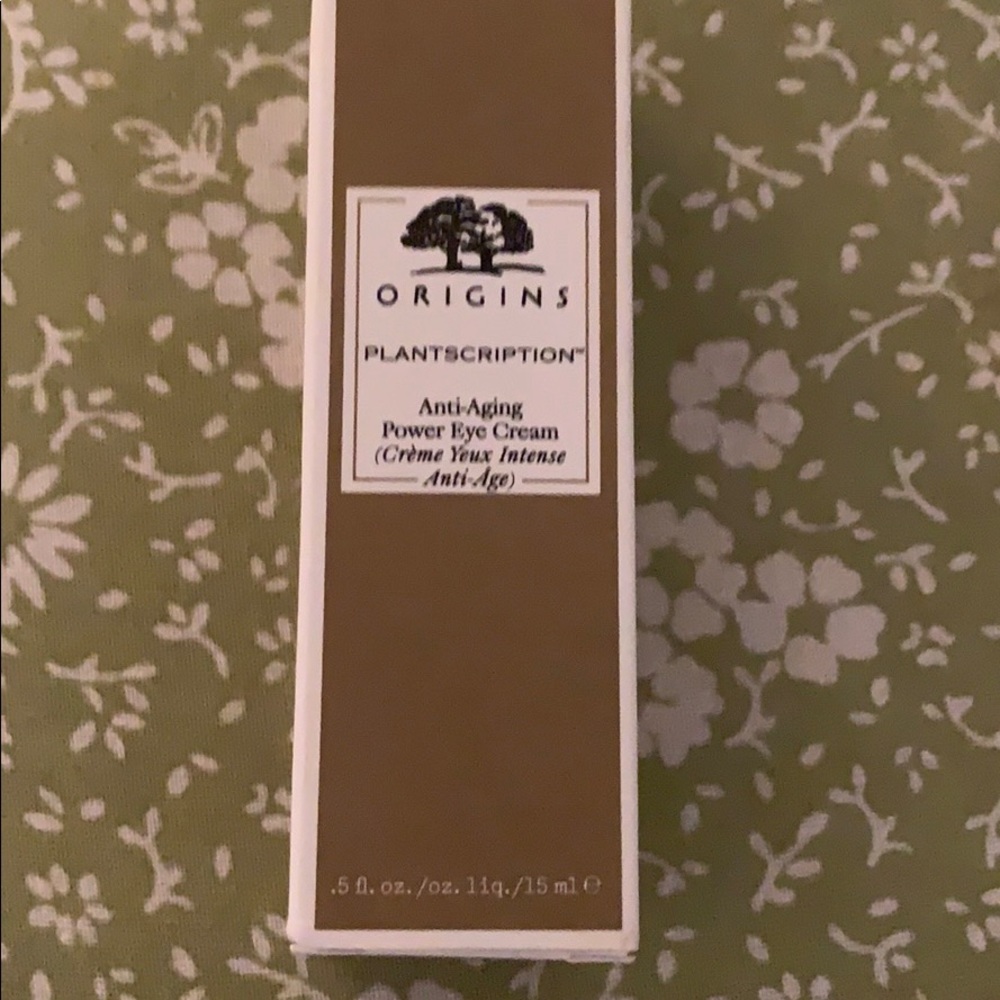 ORIGINS
PLANTSCRIPTION™
Anti-Aging
Power Eye Cream
(Crème Yeux Intense
Anti-Âge)
.5 fl. oz./oz. liq./15 ml ℮